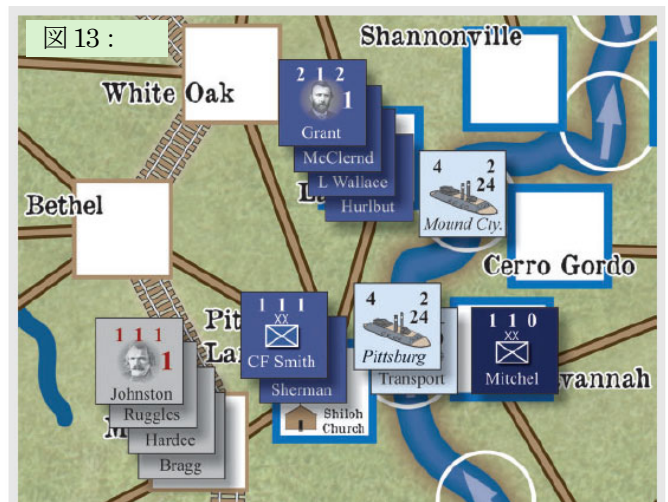 図 13 :
Shannonville
White Oak
2 1 2
1
Grant
McClernd
L Wallace
Hurlbut
4 2
24
Mound Cty.
Bethel
Cerro Gordo
1 1 1
1
Johnston
Ruggles
Hardee
Bragg
1 1 1
XX
CF Smith
Sherman
4 2
24
Pittsburg
Transport
1 1 0
XX
Mitchel
Shiloh
Church